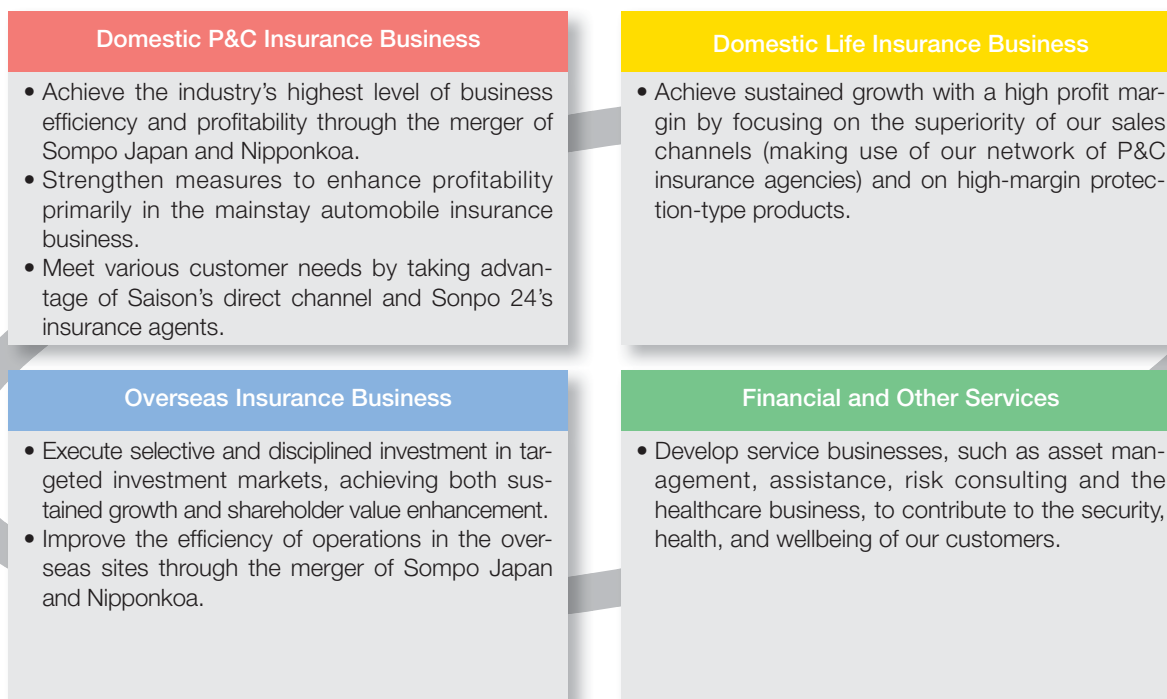 Domestic P&C Insurance Business
• Achieve the industry's highest level of business
efficiency and profitability through the merger of
Sompo Japan and Nipponkoa.
• Strengthen measures to enhance profitability
primarily in the mainstay automobile insurance
business.
• Meet various customer needs by taking advan-
tage of Saison's direct channel and Sonpo 24's
insurance agents.
Domestic Life Insurance Business
• Achieve sustained growth with a high profit mar-
gin by focusing on the superiority of our sales
channels (making use of our network of P&C
insurance agencies) and on high-margin protec-
tion-type products.
Overseas Insurance Business
• Execute selective and disciplined investment in tar-
geted investment markets, achieving both sus-
tained growth and shareholder value enhancement.
• Improve the efficiency of operations in the over-
seas sites through the merger of Sompo Japan
and Nipponkoa.
Financial and Other Services
• Develop service businesses, such as asset man-
agement, assistance, risk consulting and the
healthcare business, to contribute to the security,
health, and wellbeing of our customers.